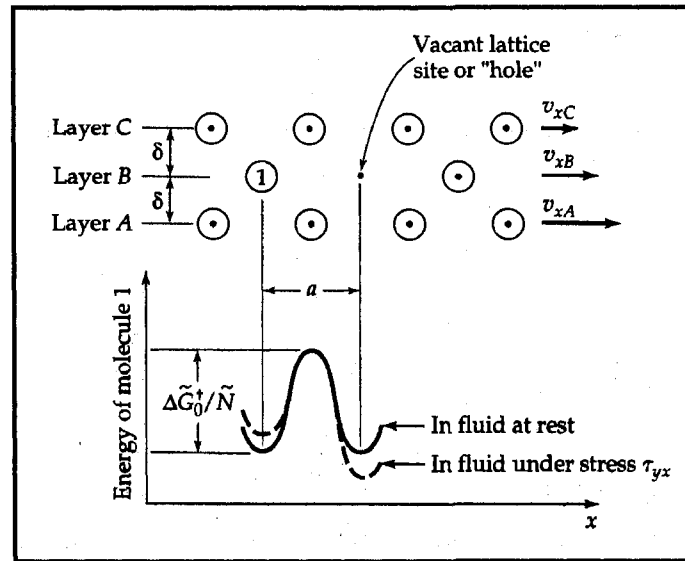 Vacant lattice
site or "hole"
Layer C
δ
Layer B
δ
Layer A
1
v_xC
v_xB
v_xA
a
Energy of molecule 1
ΔG̃₀†/Ñ
In fluid at rest
In fluid under stress τ_yx
x